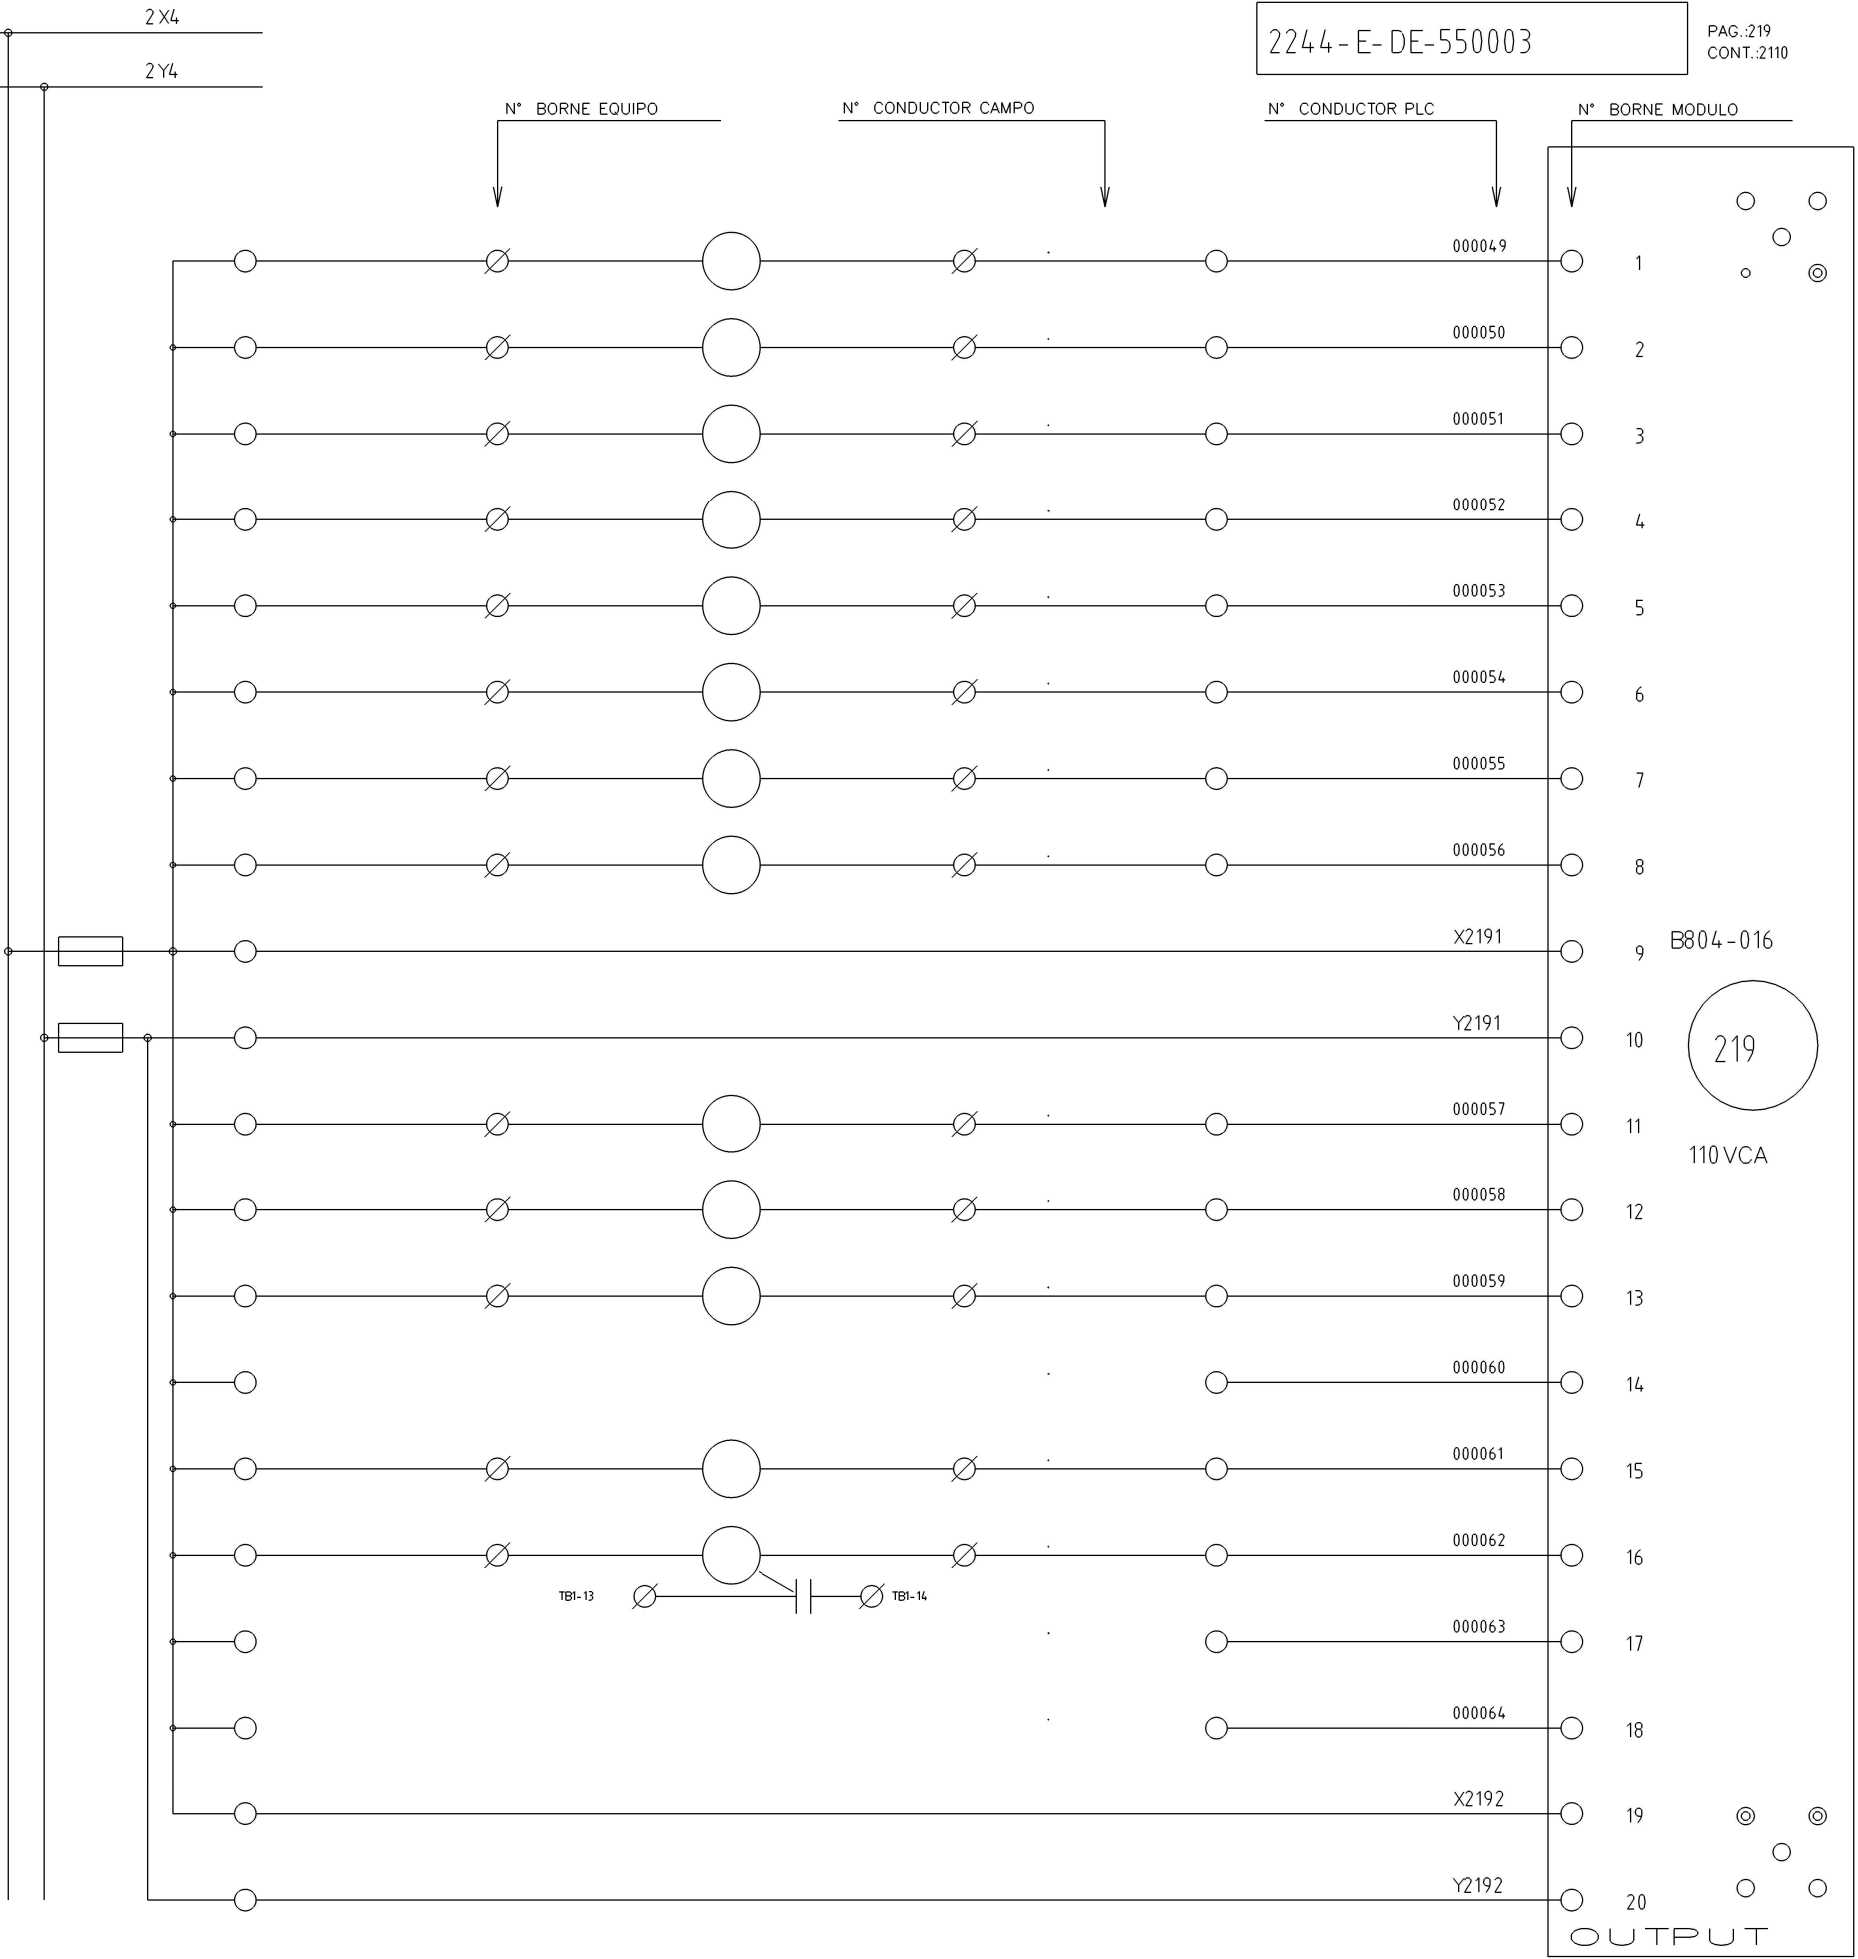 2X4
2244-E-DE-550003
PAG.:219
CONT.:2110
2Y4
N° BORNE EQUIPO
N° CONDUCTOR CAMPO
N° CONDUCTOR PLC
N° BORNE MODULO
000049 1
000050 2
000051 3
000052 4
000053 5
000054 6
000055 7
000056 8
X2191 9
B804-016
Y2191 10
219
000057 11
110 VCA
000058 12
000059 13
000060 14
000061 15
000062 16
TB1-13
TB1-14
000063 17
000064 18
X2192 19
Y2192 20
OUTPUT